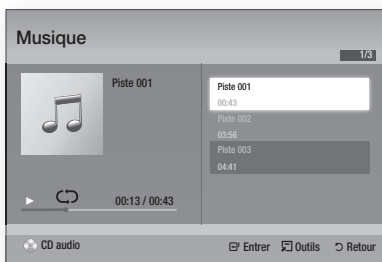 Musique
1/3
Piste 001
00:13 / 00:43
Piste 001
00:43
Piste 002
03:56
Piste 003
04:41
CD audio
Entrer Outils Retour